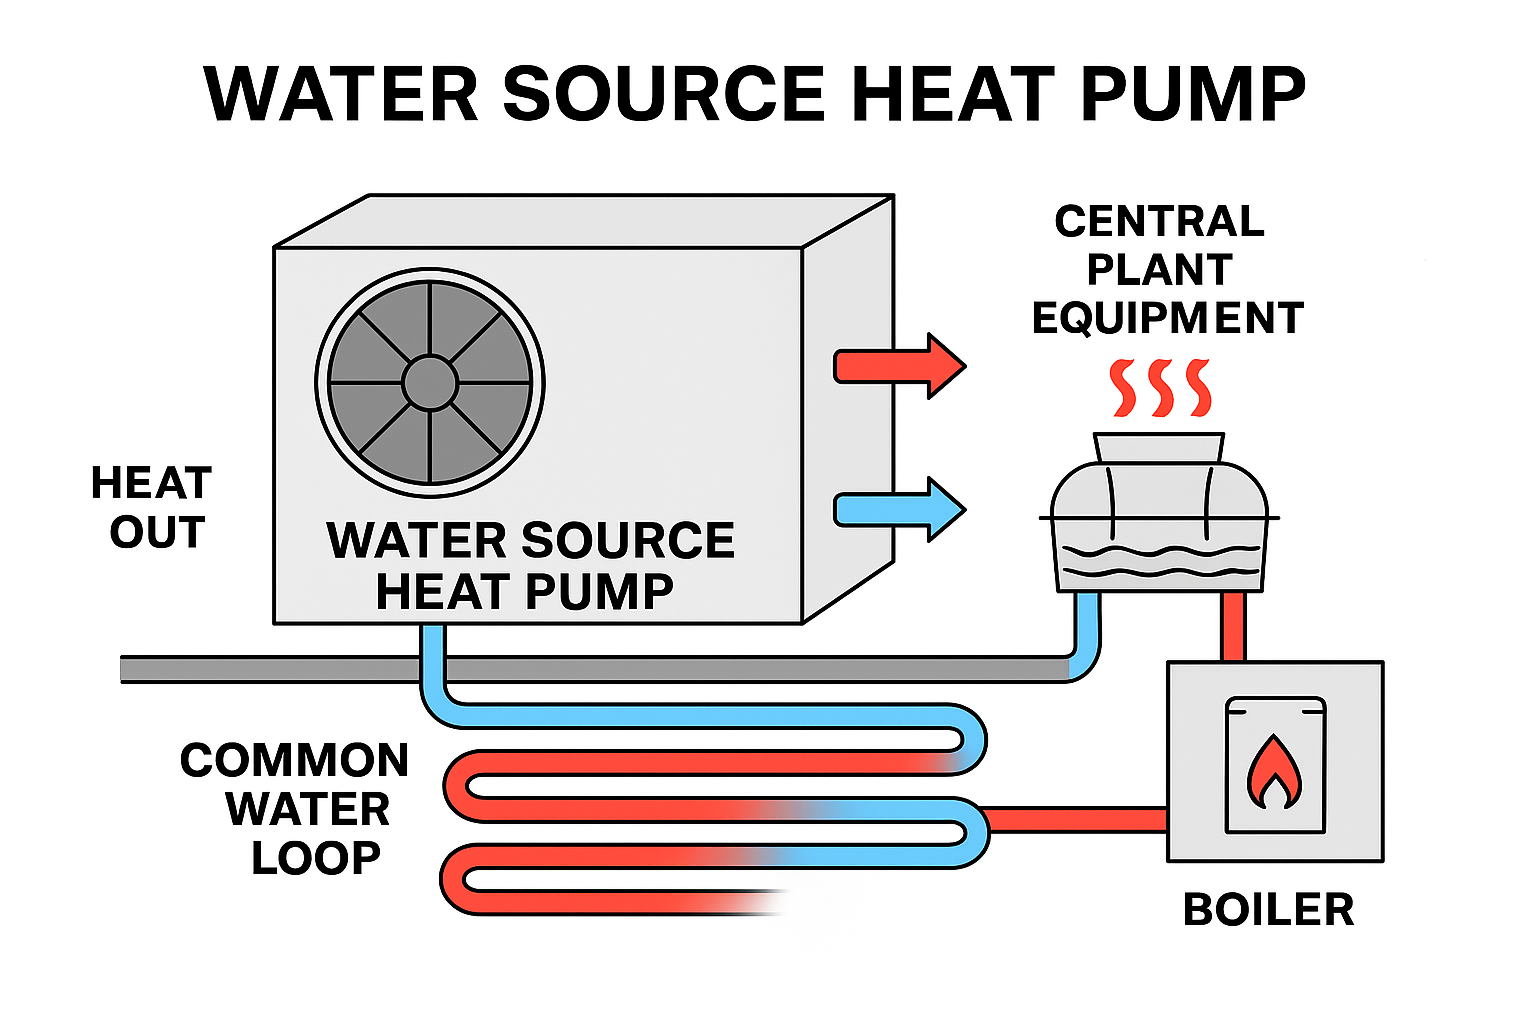 WATER SOURCE HEAT PUMP
CENTRAL
PLANT
EQUIPMENT
HEAT
OUT
WATER SOURCE
HEAT PUMP
COMMON
WATER
LOOP
BOILER